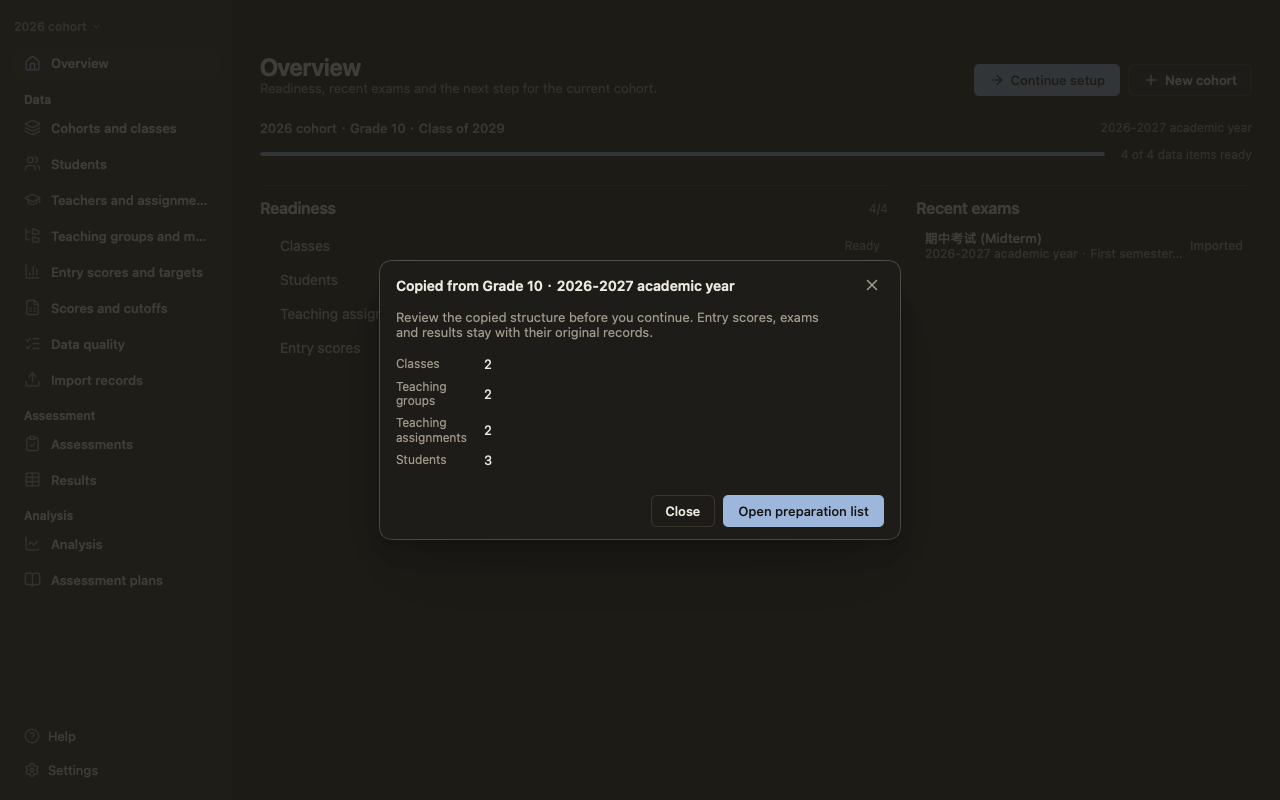 2026 cohort
Overview
Data
Cohorts and classes
Students
Teachers and assignme...
Teaching groups and m...
Entry scores and targets
Scores and cutoffs
Data quality
Import records
Assessment
Assessments
Results
Analysis
Analysis
Assessment plans
Help
Settings
Overview
Readiness, recent exams and the next step for the current cohort.
Continue setup
New cohort
2026 cohort · Grade 10 · Class of 2029
2026-2027 academic year
4 of 4 data items ready
Readiness
4/4
Classes
Ready
Students
Teaching assign
Entry scores
Recent exams
期中考试 (Midterm)
2026-2027 academic year · First semester...
Imported
Copied from Grade 10 · 2026-2027 academic year
Review the copied structure before you continue. Entry scores, exams
and results stay with their original records.
Classes 2
Teaching
groups 2
Teaching
assignments 2
Students 3
Close
Open preparation list